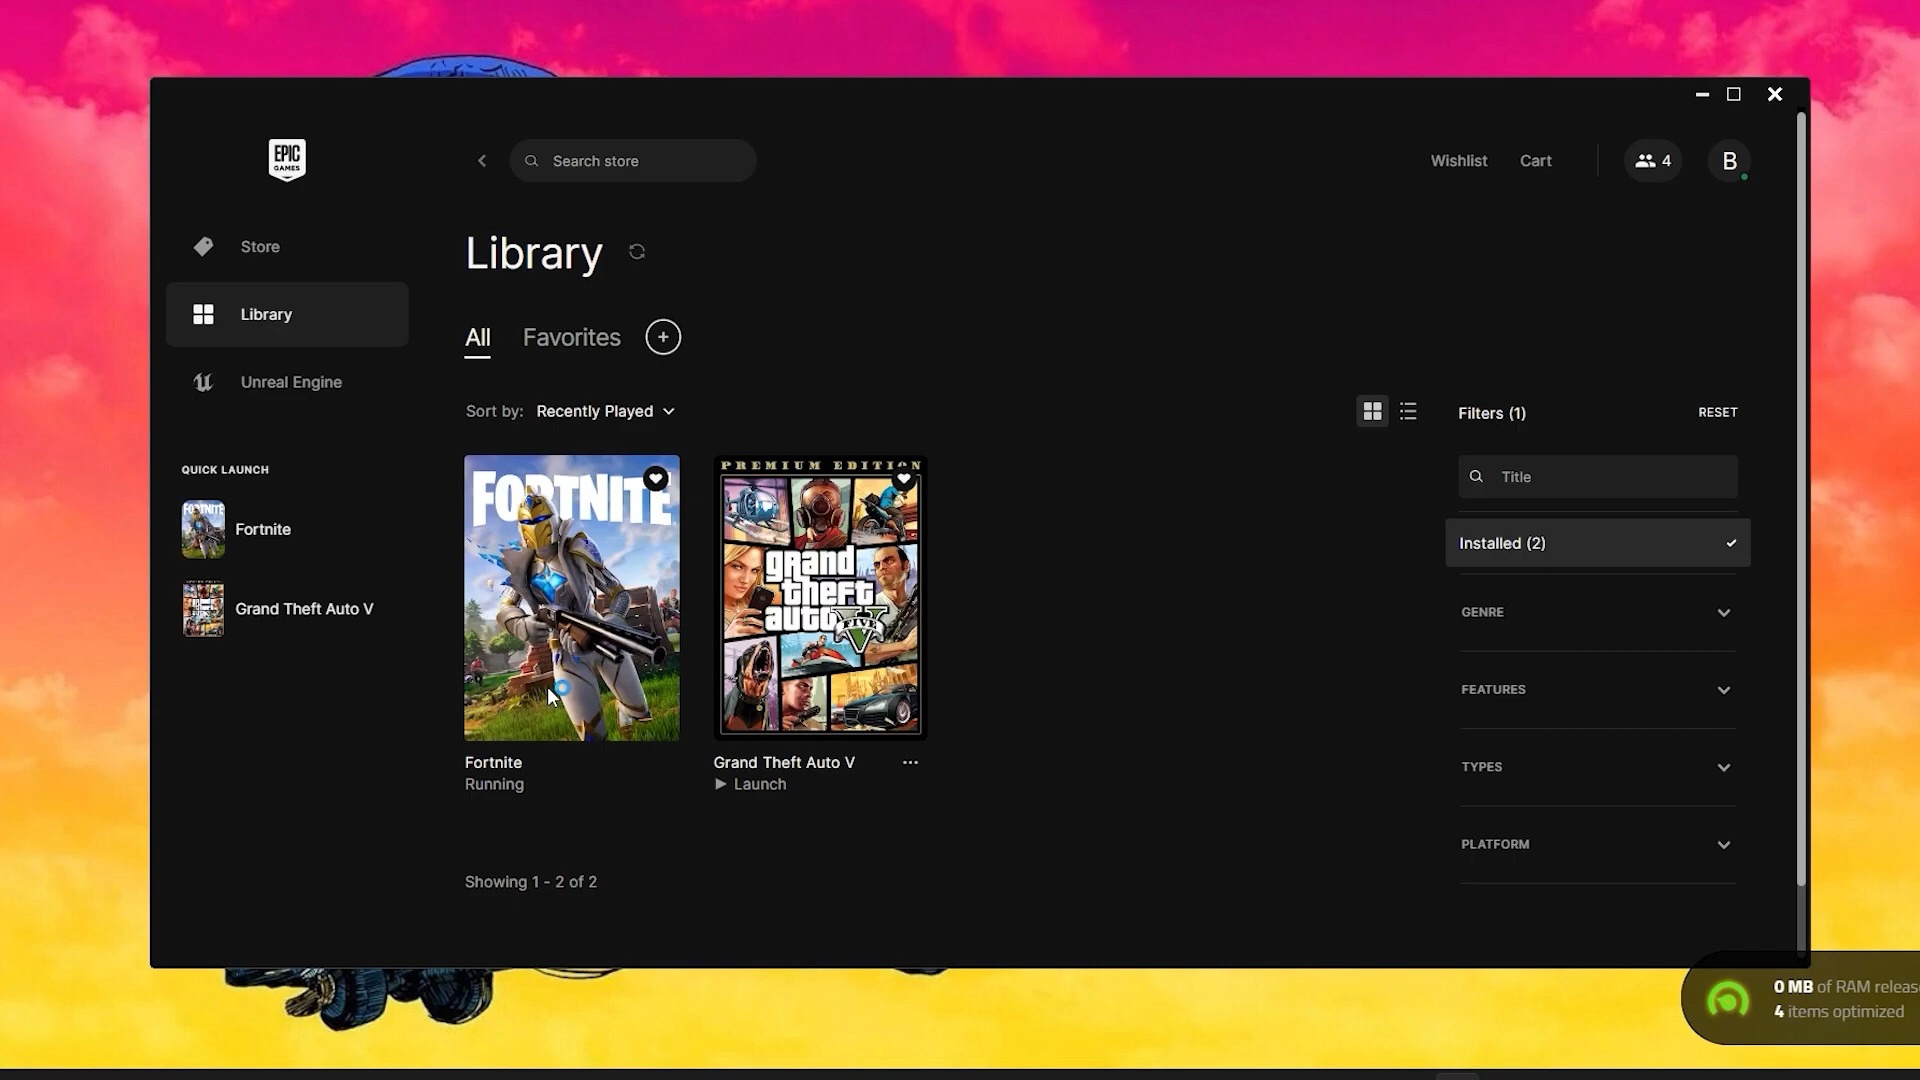 EPIC
GAMES
Search store
Wishlist
Cart
4
B
Store
Library
Library
All
Favorites
Unreal Engine
Sort by: Recently Played
Filters (1)
RESET
QUICK LAUNCH
FORTNITE
PREMIUM EDITION
Title
FORTNITE
Fortnite
Installed (2)
grand
theft
auto
FIVE
V
GENRE
Grand Theft Auto V
FEATURES
Fortnite
Running
Grand Theft Auto V
Launch
TYPES
PLATFORM
Showing 1 - 2 of 2
0 MB of RAM releas
4 items optimized